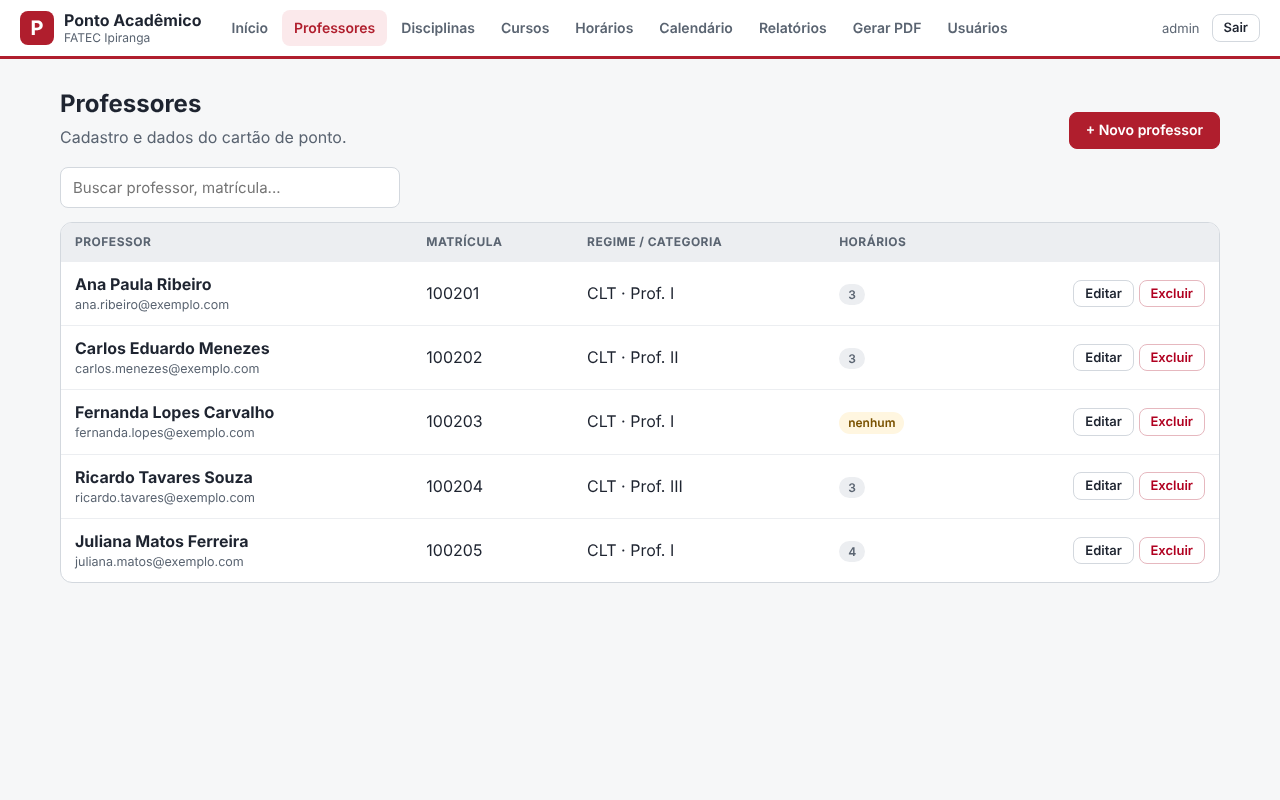 P
Ponto Acadêmico
FATEC Ipiranga
Início Professores Disciplinas Cursos Horários Calendário Relatórios Gerar PDF Usuários
admin Sair
Professores
Cadastro e dados do cartão de ponto.
+ Novo professor
Buscar professor, matrícula...
PROFESSOR MATRÍCULA REGIME / CATEGORIA HORÁRIOS
Ana Paula Ribeiro
ana.ribeiro@exemplo.com
100201 CLT · Prof. I 3 Editar Excluir
Carlos Eduardo Menezes
carlos.menezes@exemplo.com
100202 CLT · Prof. II 3 Editar Excluir
Fernanda Lopes Carvalho
fernanda.lopes@exemplo.com
100203 CLT · Prof. I nenhum Editar Excluir
Ricardo Tavares Souza
ricardo.tavares@exemplo.com
100204 CLT · Prof. III 3 Editar Excluir
Juliana Matos Ferreira
juliana.matos@exemplo.com
100205 CLT · Prof. I 4 Editar Excluir